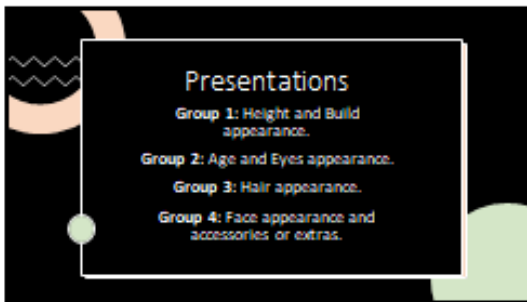 Presentations
Group 1: Height and Build
appearance.
Group 2: Age and Eyes appearance.
Group 3: Hair appearance.
Group 4: Face appearance and
accessories or extras.